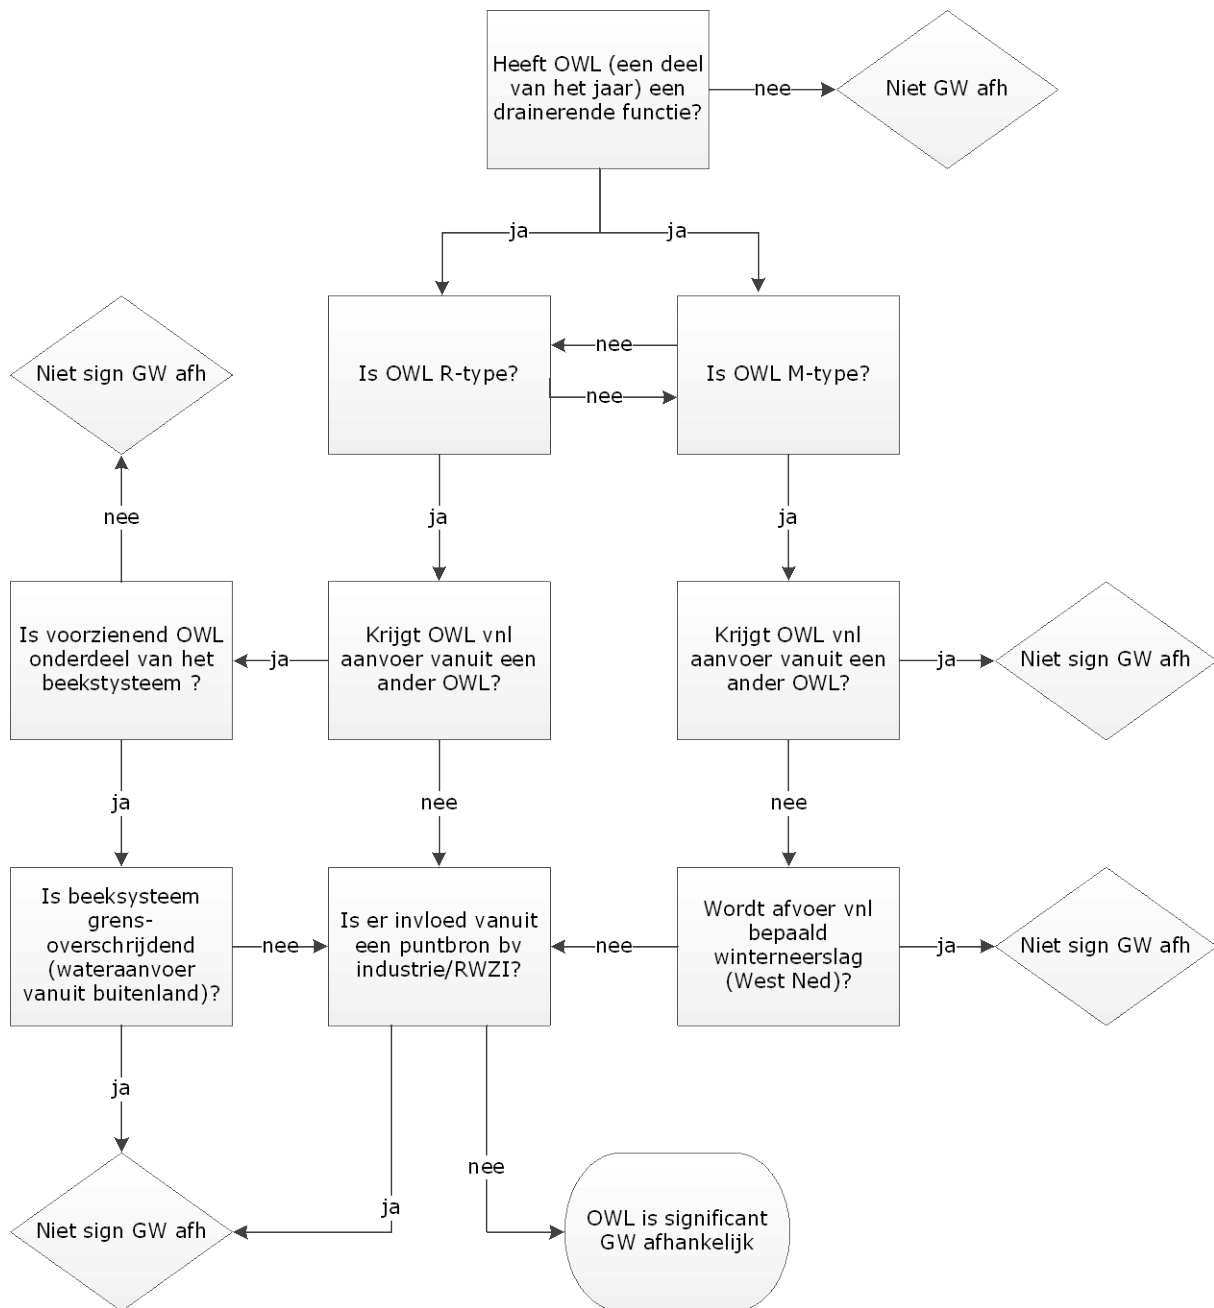 Heeft OWL (een deel
van het jaar) een
drainerende functie?
nee
Niet GW afh
ja
ja
Niet sign GW afh
Is OWL R-type?
nee
nee
Is OWL M-type?
nee
ja
ja
Is voorzienend OWL
onderdeel van het
beekstysteem ?
ja
Krijgt OWL vnl
aanvoer vanuit een
ander OWL?
Krijgt OWL vnl
aanvoer vanuit een
ander OWL?
ja
Niet sign GW afh
ja
nee
nee
Is beeksysteem
grens-
overschrijdend
(wateraanvoer
vanuit buitenland)?
nee
Is er invloed vanuit
een puntbron bv
industrie/RWZI?
nee
Wordt afvoer vnl
bepaald
winterneerslag
(West Ned)?
ja
Niet sign GW afh
ja
nee
ja
Niet sign GW afh
OWL is significant
GW afhankelijk